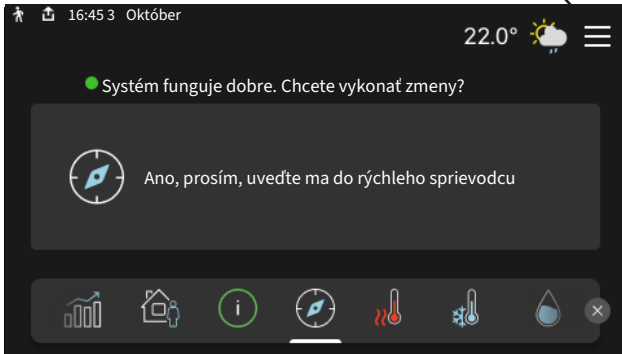 16:45 3 Október
22.0°
Systém funguje dobre. Chcete vykonať zmeny?
Ano, prosím, uveďte ma do rýchleho sprievodcu
i